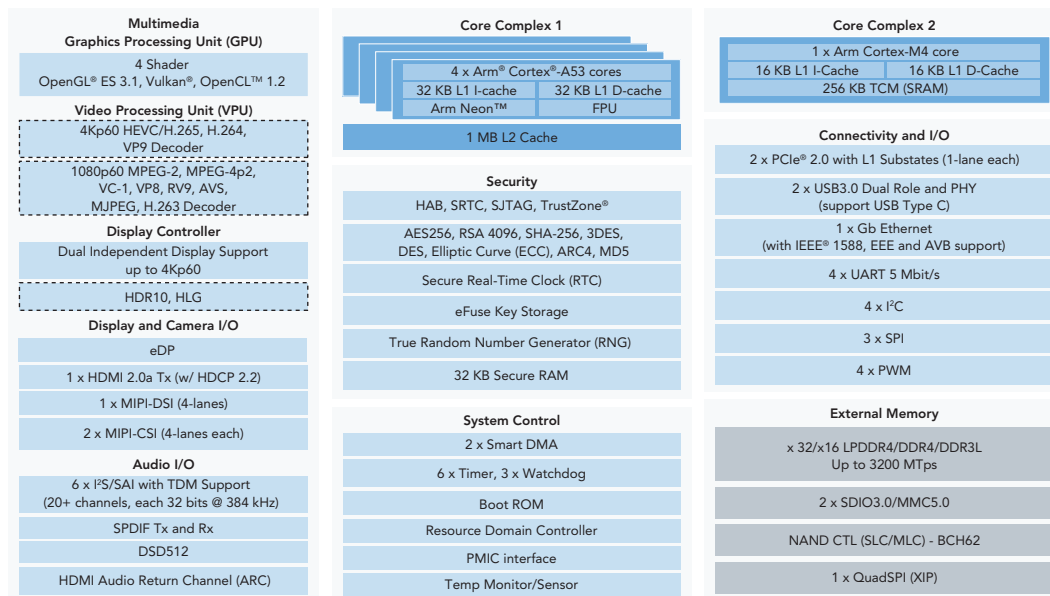 Multimedia
Graphics Processing Unit (GPU)
4 Shader
OpenGL® ES 3.1, Vulkan®, OpenCL™ 1.2
Video Processing Unit (VPU)
4Kp60 HEVC/H.265, H.264,
VP9 Decoder
1080p60 MPEG-2, MPEG-4p2,
VC-1, VP8, RV9, AVS,
MJPEG, H.263 Decoder
Display Controller
Dual Independent Display Support
up to 4Kp60
HDR10, HLG
Display and Camera I/O
eDP
1 x HDMI 2.0a Tx (w/ HDCP 2.2)
1 x MIPI-DSI (4-lanes)
2 x MIPI-CSI (4-lanes each)
Audio I/O
6 x I²S/SAI with TDM Support
(20+ channels, each 32 bits @ 384 kHz)
SPDIF Tx and Rx
DSD512
HDMI Audio Return Channel (ARC)
Core Complex 1
4 x Arm® Cortex®-A53 cores
32 KB L1 I-cache
32 KB L1 D-cache
Arm Neon™
FPU
1 MB L2 Cache
Security
HAB, SRTC, SJTAG, TrustZone®
AES256, RSA 4096, SHA-256, 3DES,
DES, Elliptic Curve (ECC), ARC4, MD5
Secure Real-Time Clock (RTC)
eFuse Key Storage
True Random Number Generator (RNG)
32 KB Secure RAM
System Control
2 x Smart DMA
6 x Timer, 3 x Watchdog
Boot ROM
Resource Domain Controller
PMIC interface
Temp Monitor/Sensor
Core Complex 2
1 x Arm Cortex-M4 core
16 KB L1 I-Cache
16 KB L1 D-Cache
256 KB TCM (SRAM)
Connectivity and I/O
2 x PCIe® 2.0 with L1 Substates (1-lane each)
2 x USB3.0 Dual Role and PHY
(support USB Type C)
1 x Gb Ethernet
(with IEEE® 1588, EEE and AVB support)
4 x UART 5 Mbit/s
4 x I²C
3 x SPI
4 x PWM
External Memory
x 32/x16 LPDDR4/DDR4/DDR3L
Up to 3200 MTps
2 x SDIO3.0/MMC5.0
NAND CTL (SLC/MLC) - BCH62
1 x QuadSPI (XIP)